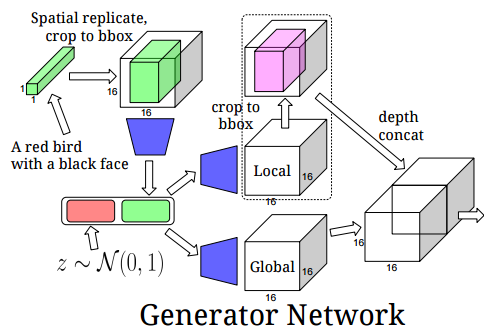 Spatial replicate,
crop to bbox
1
1
16
16
A red bird
with a black face
crop to
bbox
depth
concat
Local
16
16
z ∼ 𝒩(0, 1)
Global
16
16
16
16
Generator Network